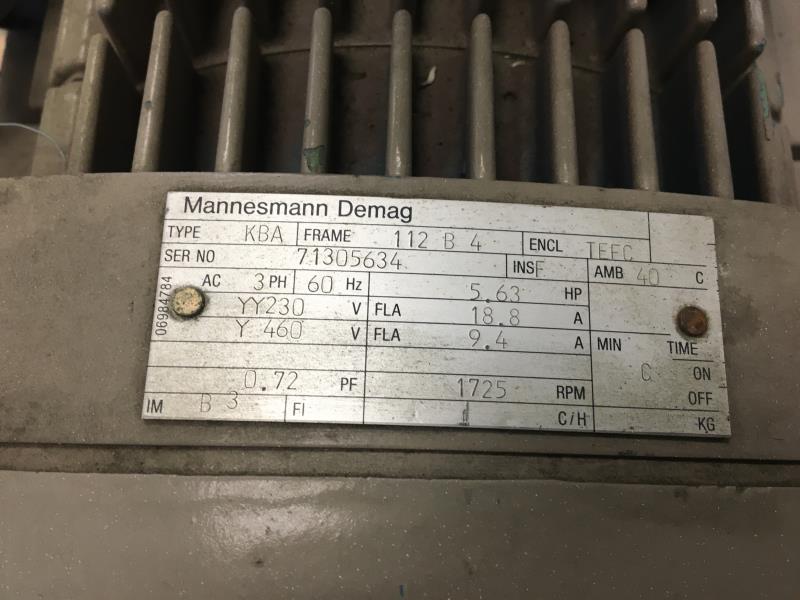 Mannesmann Demag
TYPE KBA FRAME 112 B 4 ENCL TEFC
SER NO 71305634 INS F AMB 40 C
AC 3 PH 60 Hz 5.63 HP
YY230 V FLA 18.8 A
Y 460 V FLA 9.4 A MIN TIME
C ON
0.72 PF 1725 RPM OFF
IM B 3 FI C/H KG
06984784